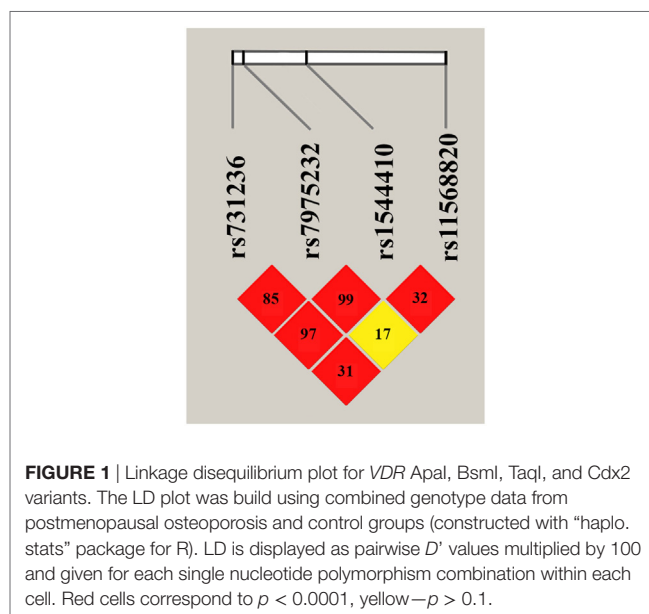 rs731236
rs7975232
rs1544410
rs11568820
85
99
32
97
17
31
FIGURE 1 | Linkage disequilibrium plot for VDR ApaI, BsmI, TaqI, and Cdx2
variants. The LD plot was build using combined genotype data from
postmenopausal osteoporosis and control groups (constructed with “haplo.
stats” package for R). LD is displayed as pairwise D’ values multiplied by 100
and given for each single nucleotide polymorphism combination within each
cell. Red cells correspond to p < 0.0001, yellow—p > 0.1.